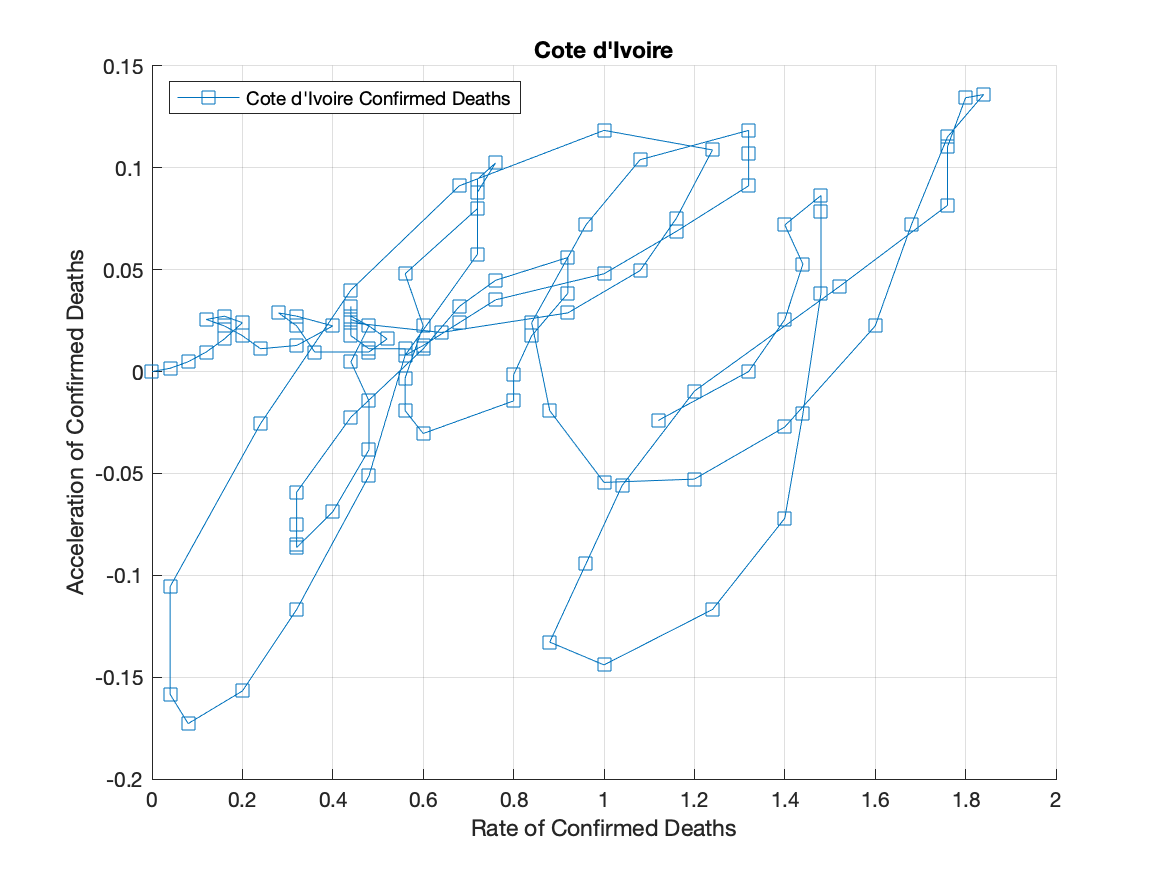 Cote d'Ivoire
Cote d'Ivoire Confirmed Deaths
0.15
0.1
0.05
0
-0.05
-0.1
-0.15
-0.2
Acceleration of Confirmed Deaths
0 0.2 0.4 0.6 0.8 1 1.2 1.4 1.6 1.8 2
Rate of Confirmed Deaths